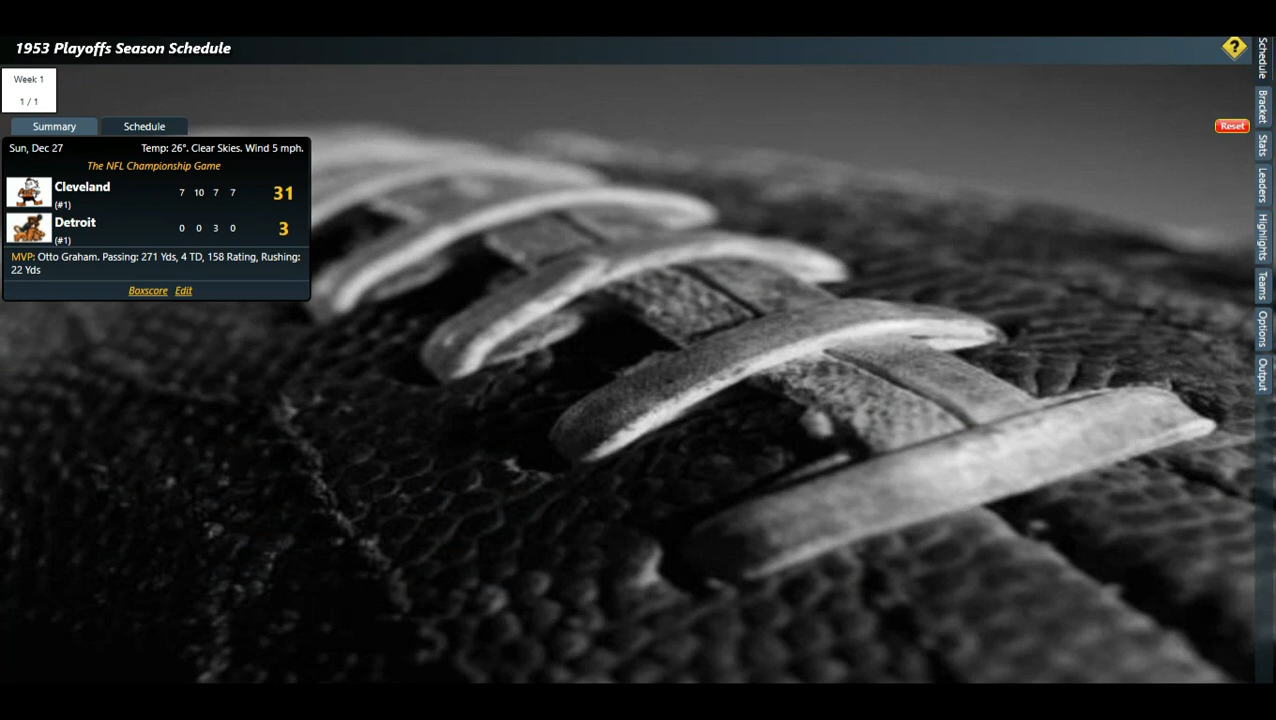 1953 Playoffs Season Schedule
?
Week 1
1 / 1
Summary Schedule
Reset
Sun, Dec 27 Temp: 26°. Clear Skies. Wind 5 mph.
The NFL Championship Game
Cleveland 7 10 7 7 31
(#1)
Detroit 0 0 3 0 3
(#1)
MVP: Otto Graham. Passing: 271 Yds, 4 TD, 158 Rating, Rushing:
22 Yds
Boxscore Edit
Schedule
Bracket
Stats
Leaders
Highlights
Teams
Options
Output